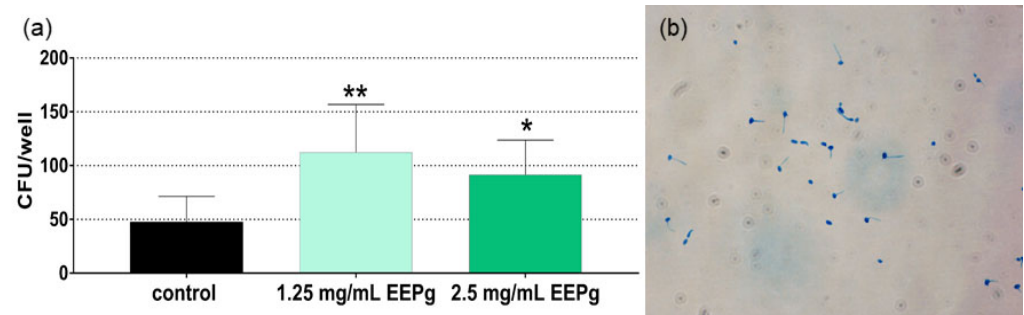 (a)
200
150
100
50
0
CFU/well
**
*
control
1.25 mg/mL EEPg
2.5 mg/mL EEPg
(b)